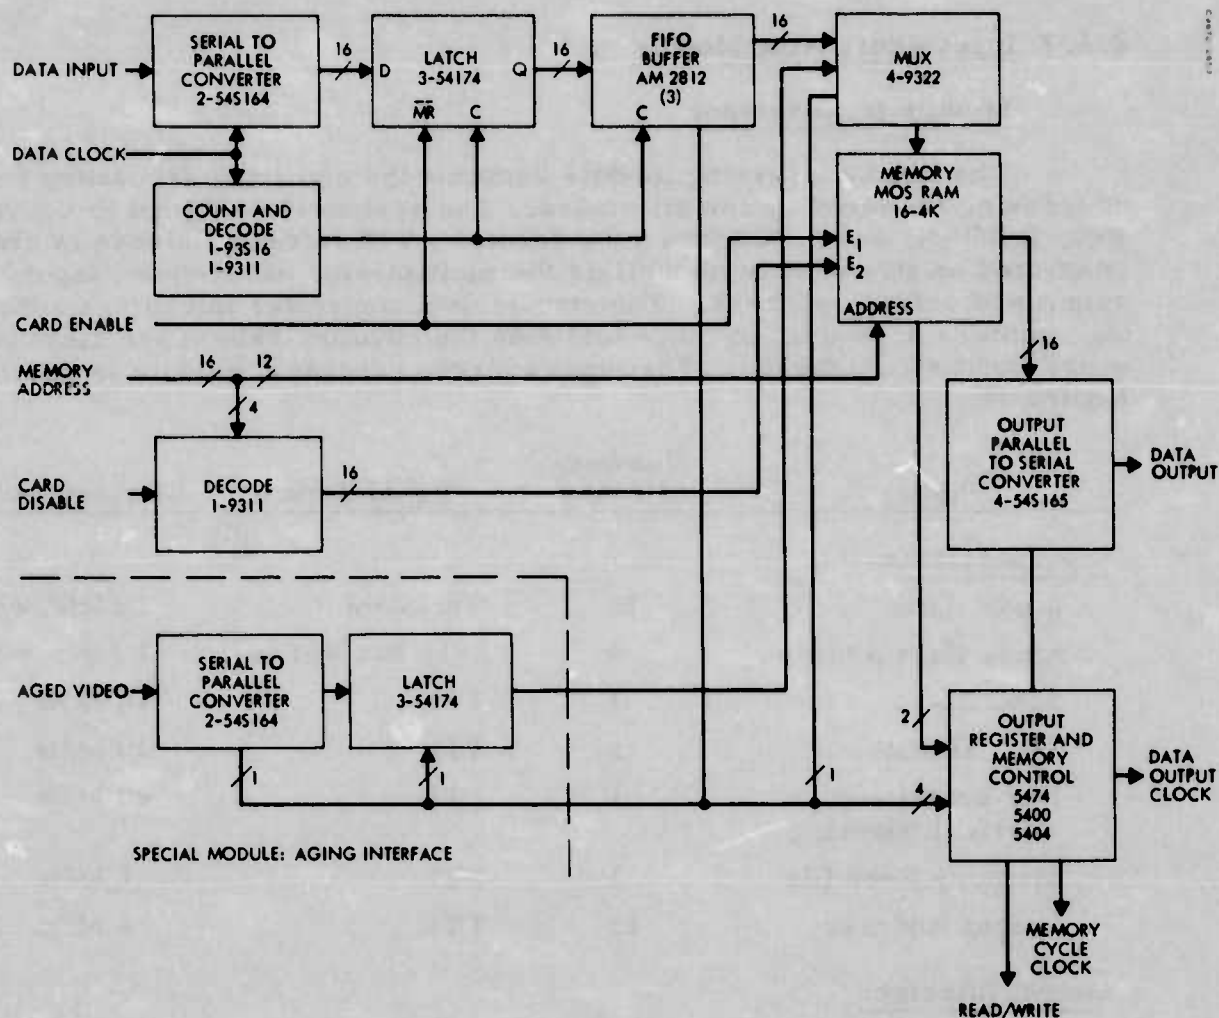 16
16
16
SERIAL TO
PARALLEL
CONVERTER
2-54S164
LATCH
3-54174
D
Q
MR
C
FIFO
BUFFER
AM 2812
(3)
C
MUX
4-9322
DATA INPUT
DATA CLOCK
COUNT AND
DECODE
1-93S16
1-9311
MEMORY
MOS RAM
16-4K
E1
E2
ADDRESS
CARD ENABLE
16
MEMORY
ADDRESS
16
12
4
CARD
DISABLE
DECODE
1-9311
16
OUTPUT
PARALLEL
TO SERIAL
CONVERTER
4-54S165
DATA
OUTPUT
AGED VIDEO
SERIAL TO
PARALLEL
CONVERTER
2-54S164
LATCH
3-54174
1
1
1
2
4
OUTPUT
REGISTER AND
MEMORY
CONTROL
5474
5400
5404
DATA
OUTPUT
CLOCK
SPECIAL MODULE: AGING INTERFACE
MEMORY
CYCLE
CLOCK
READ/WRITE